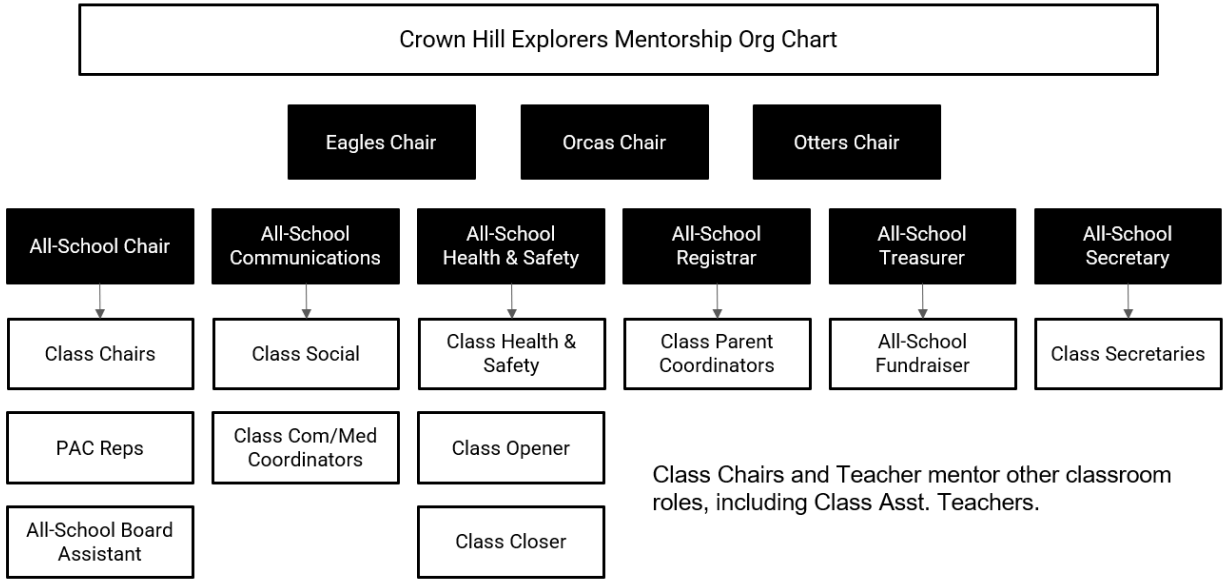 Crown Hill Explorers Mentorship Org Chart
Eagles Chair
Orcas Chair
Otters Chair
All-School Chair
All-School
Communications
All-School
Health & Safety
All-School
Registrar
All-School
Treasurer
All-School
Secretary
Class Chairs
Class Social
Class Health &
Safety
Class Parent
Coordinators
All-School
Fundraiser
Class Secretaries
PAC Reps
Class Com/Med
Coordinators
Class Opener
All-School Board
Assistant
Class Closer
Class Chairs and Teacher mentor other classroom
roles, including Class Asst. Teachers.